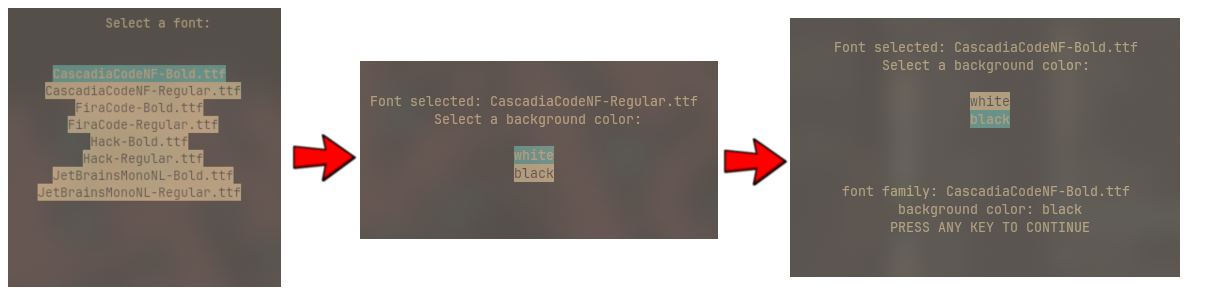 Select a font:
CascadiaCodeNF-Bold.ttf
CascadiaCodeNF-Regular.ttf
FiraCode-Bold.ttf
FiraCode-Regular.ttf
Hack-Bold.ttf
Hack-Regular.ttf
JetBrainsMonoNL-Bold.ttf
JetBrainsMonoNL-Regular.ttf
Font selected: CascadiaCodeNF-Regular.ttf
Select a background color:
white
black
Font selected: CascadiaCodeNF-Bold.ttf
Select a background color:
white
black
font family: CascadiaCodeNF-Bold.ttf
background color: black
PRESS ANY KEY TO CONTINUE